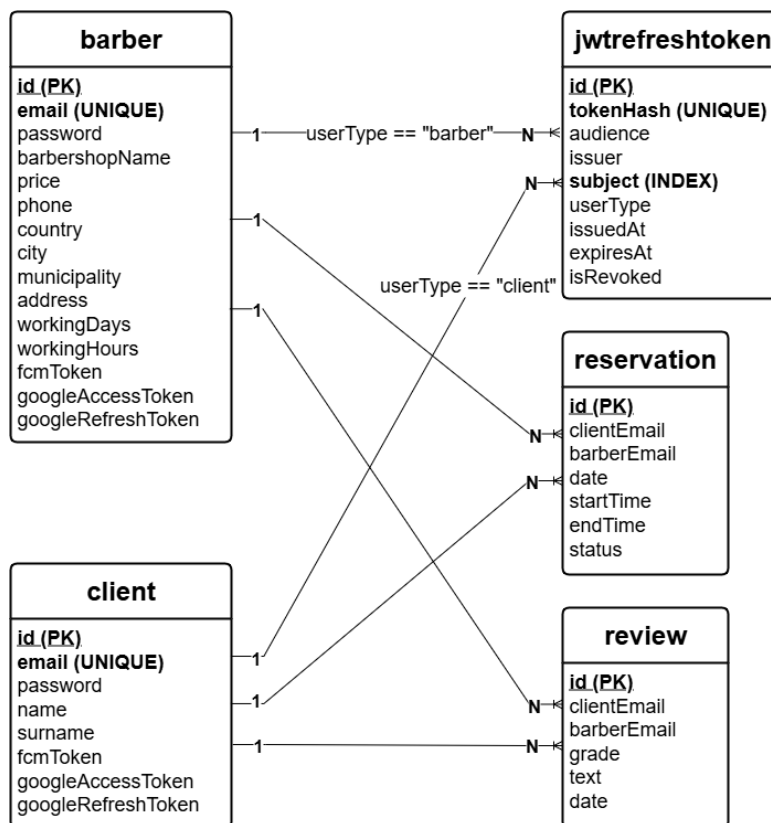 barber
id (PK)
email (UNIQUE)
password
barbershopName
price
phone
country
city
municipality
address
workingDays
workingHours
fcmToken
googleAccessToken
googleRefreshToken
1 userType == "barber" N
1
1
jwtrefreshtoken
id (PK)
tokenHash (UNIQUE)
audience
issuer
subject (INDEX)
userType
issuedAt
expiresAt
isRevoked
N
userType == "client"
reservation
id (PK)
clientEmail
barberEmail
date
startTime
endTime
status
N
N
client
id (PK)
email (UNIQUE)
password
name
surname
fcmToken
googleAccessToken
googleRefreshToken
1
1
1
review
id (PK)
clientEmail
barberEmail
grade
text
date
N
N